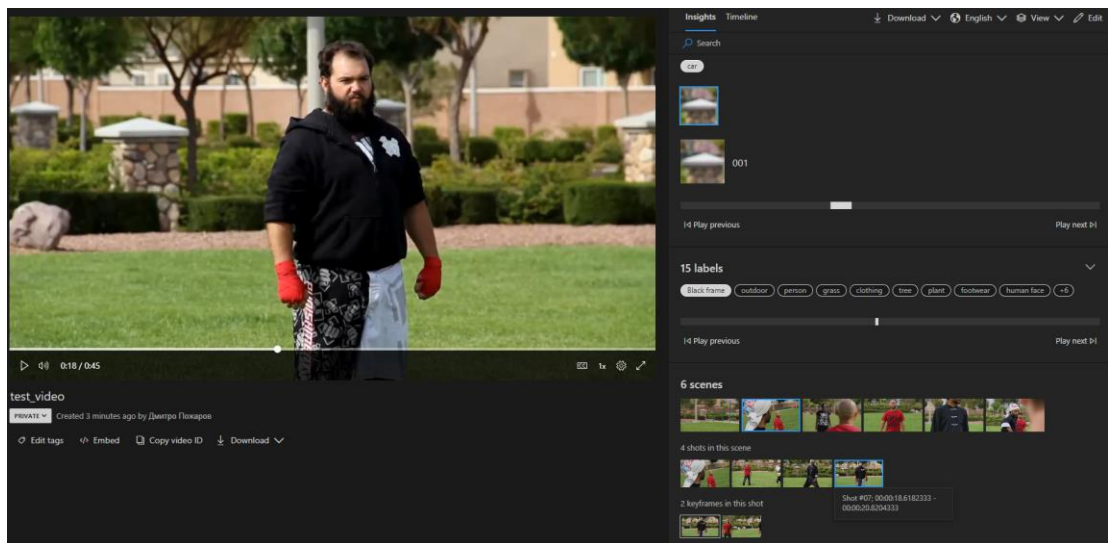 Insights Timeline
Download English View Edit
Search
car
001
Play previous
Play next
15 labels
Black frame outdoor person grass clothing tree plant footwear human face +6
Play previous
Play next
6 scenes
4 shots in this scene
Shot #07; 00:00:18.6182333 -
00:00:20.8204333
2 keyframes in this shot
0:18 / 0:45
1x
test_video
PRIVATE Created 3 minutes ago by Дмитро Пожаров
Edit tags Embed Copy video ID Download